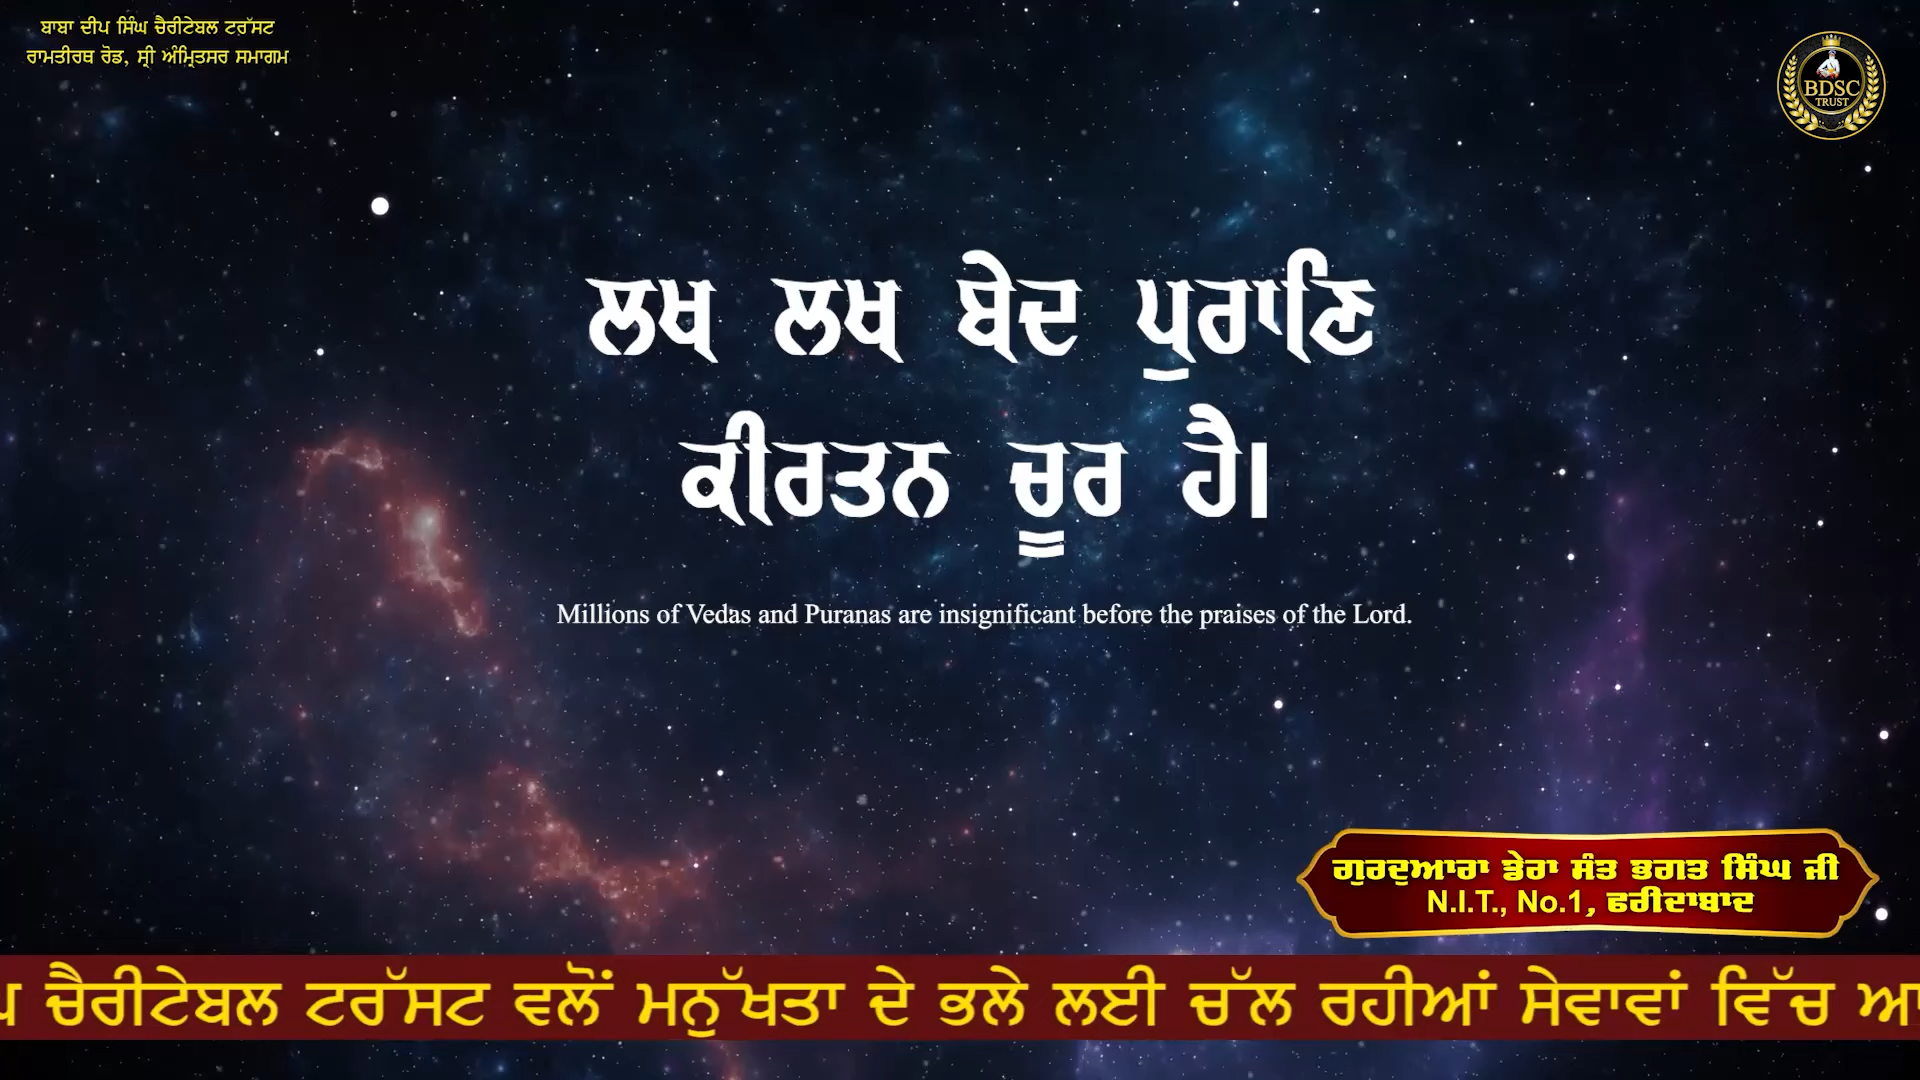 ਬਾਬਾ ਦੀਪ ਸਿੰਘ ਚੈਰੀਟੇਬਲ ਟਰੱਸਟ
ਰਾਮਤੀਰਥ ਰੋਡ, ਸ੍ਰੀ ਅੰਮ੍ਰਿਤਸਰ ਸਮਾਗਮ
BDSC
TRUST
ਲਖ ਲਖ ਬੇਦ ਪੁਰਾਣਿ
ਕੀਰਤਨ ਚੂਰ ਹੈ।
Millions of Vedas and Puranas are insignificant before the praises of the Lord.
ਗੁਰਦੁਆਰਾ ਡੇਰਾ ਸੰਤ ਭਗਤ ਸਿੰਘ ਜੀ
N.I.T., No.1, ਫਰੀਦਾਬਾਦ
ਚੈਰੀਟੇਬਲ ਟਰੱਸਟ ਵਲੋਂ ਮਨੁੱਖਤਾ ਦੇ ਭਲੇ ਲਈ ਚੱਲ ਰਹੀਆਂ ਸੇਵਾਵਾਂ ਵਿੱਚ